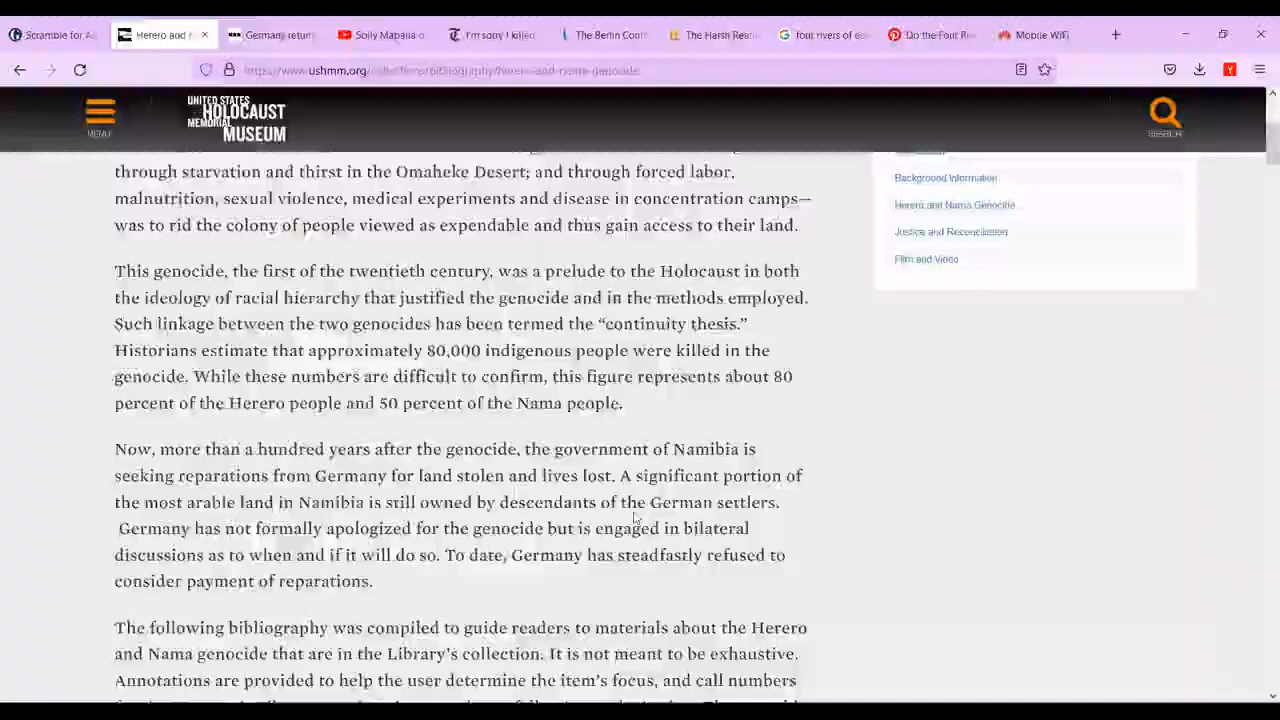 Scramble for A
Herero and
Germany return
Solly Mapaila o
I'm sorry I killed
The Berlin Conf
The Harsh Rea
four rivers of e
Do the Four R
Mobile WiFi
https://www.ushmm.org
MENU
UNITED STATES
HOLOCAUST
MEMORIAL
MUSEUM
SEARCH
through starvation and thirst in the Omaheke Desert; and through forced labor,
malnutrition, sexual violence, medical experiments and disease in concentration camps—
was to rid the colony of people viewed as expendable and thus gain access to their land.
This genocide, the first of the twentieth century, was a prelude to the Holocaust in both
the ideology of racial hierarchy that justified the genocide and in the methods employed.
Such linkage between the two genocides has been termed the “continuity thesis.”
Historians estimate that approximately 80,000 indigenous people were killed in the
genocide. While these numbers are difficult to confirm, this figure represents about 80
percent of the Herero people and 50 percent of the Nama people.
Now, more than a hundred years after the genocide, the government of Namibia is
seeking reparations from Germany for land stolen and lives lost. A significant portion of
the most arable land in Namibia is still owned by descendants of the German settlers.
Germany has not formally apologized for the genocide but is engaged in bilateral
discussions as to when and if it will do so. To date, Germany has steadfastly refused to
consider payment of reparations.
The following bibliography was compiled to guide readers to materials about the Herero
and Nama genocide that are in the Library’s collection. It is not meant to be exhaustive.
Annotations are provided to help the user determine the item’s focus, and call numbers
Background Information
Herero and Nama Genocide
Justice and Reconciliation
Film and Video